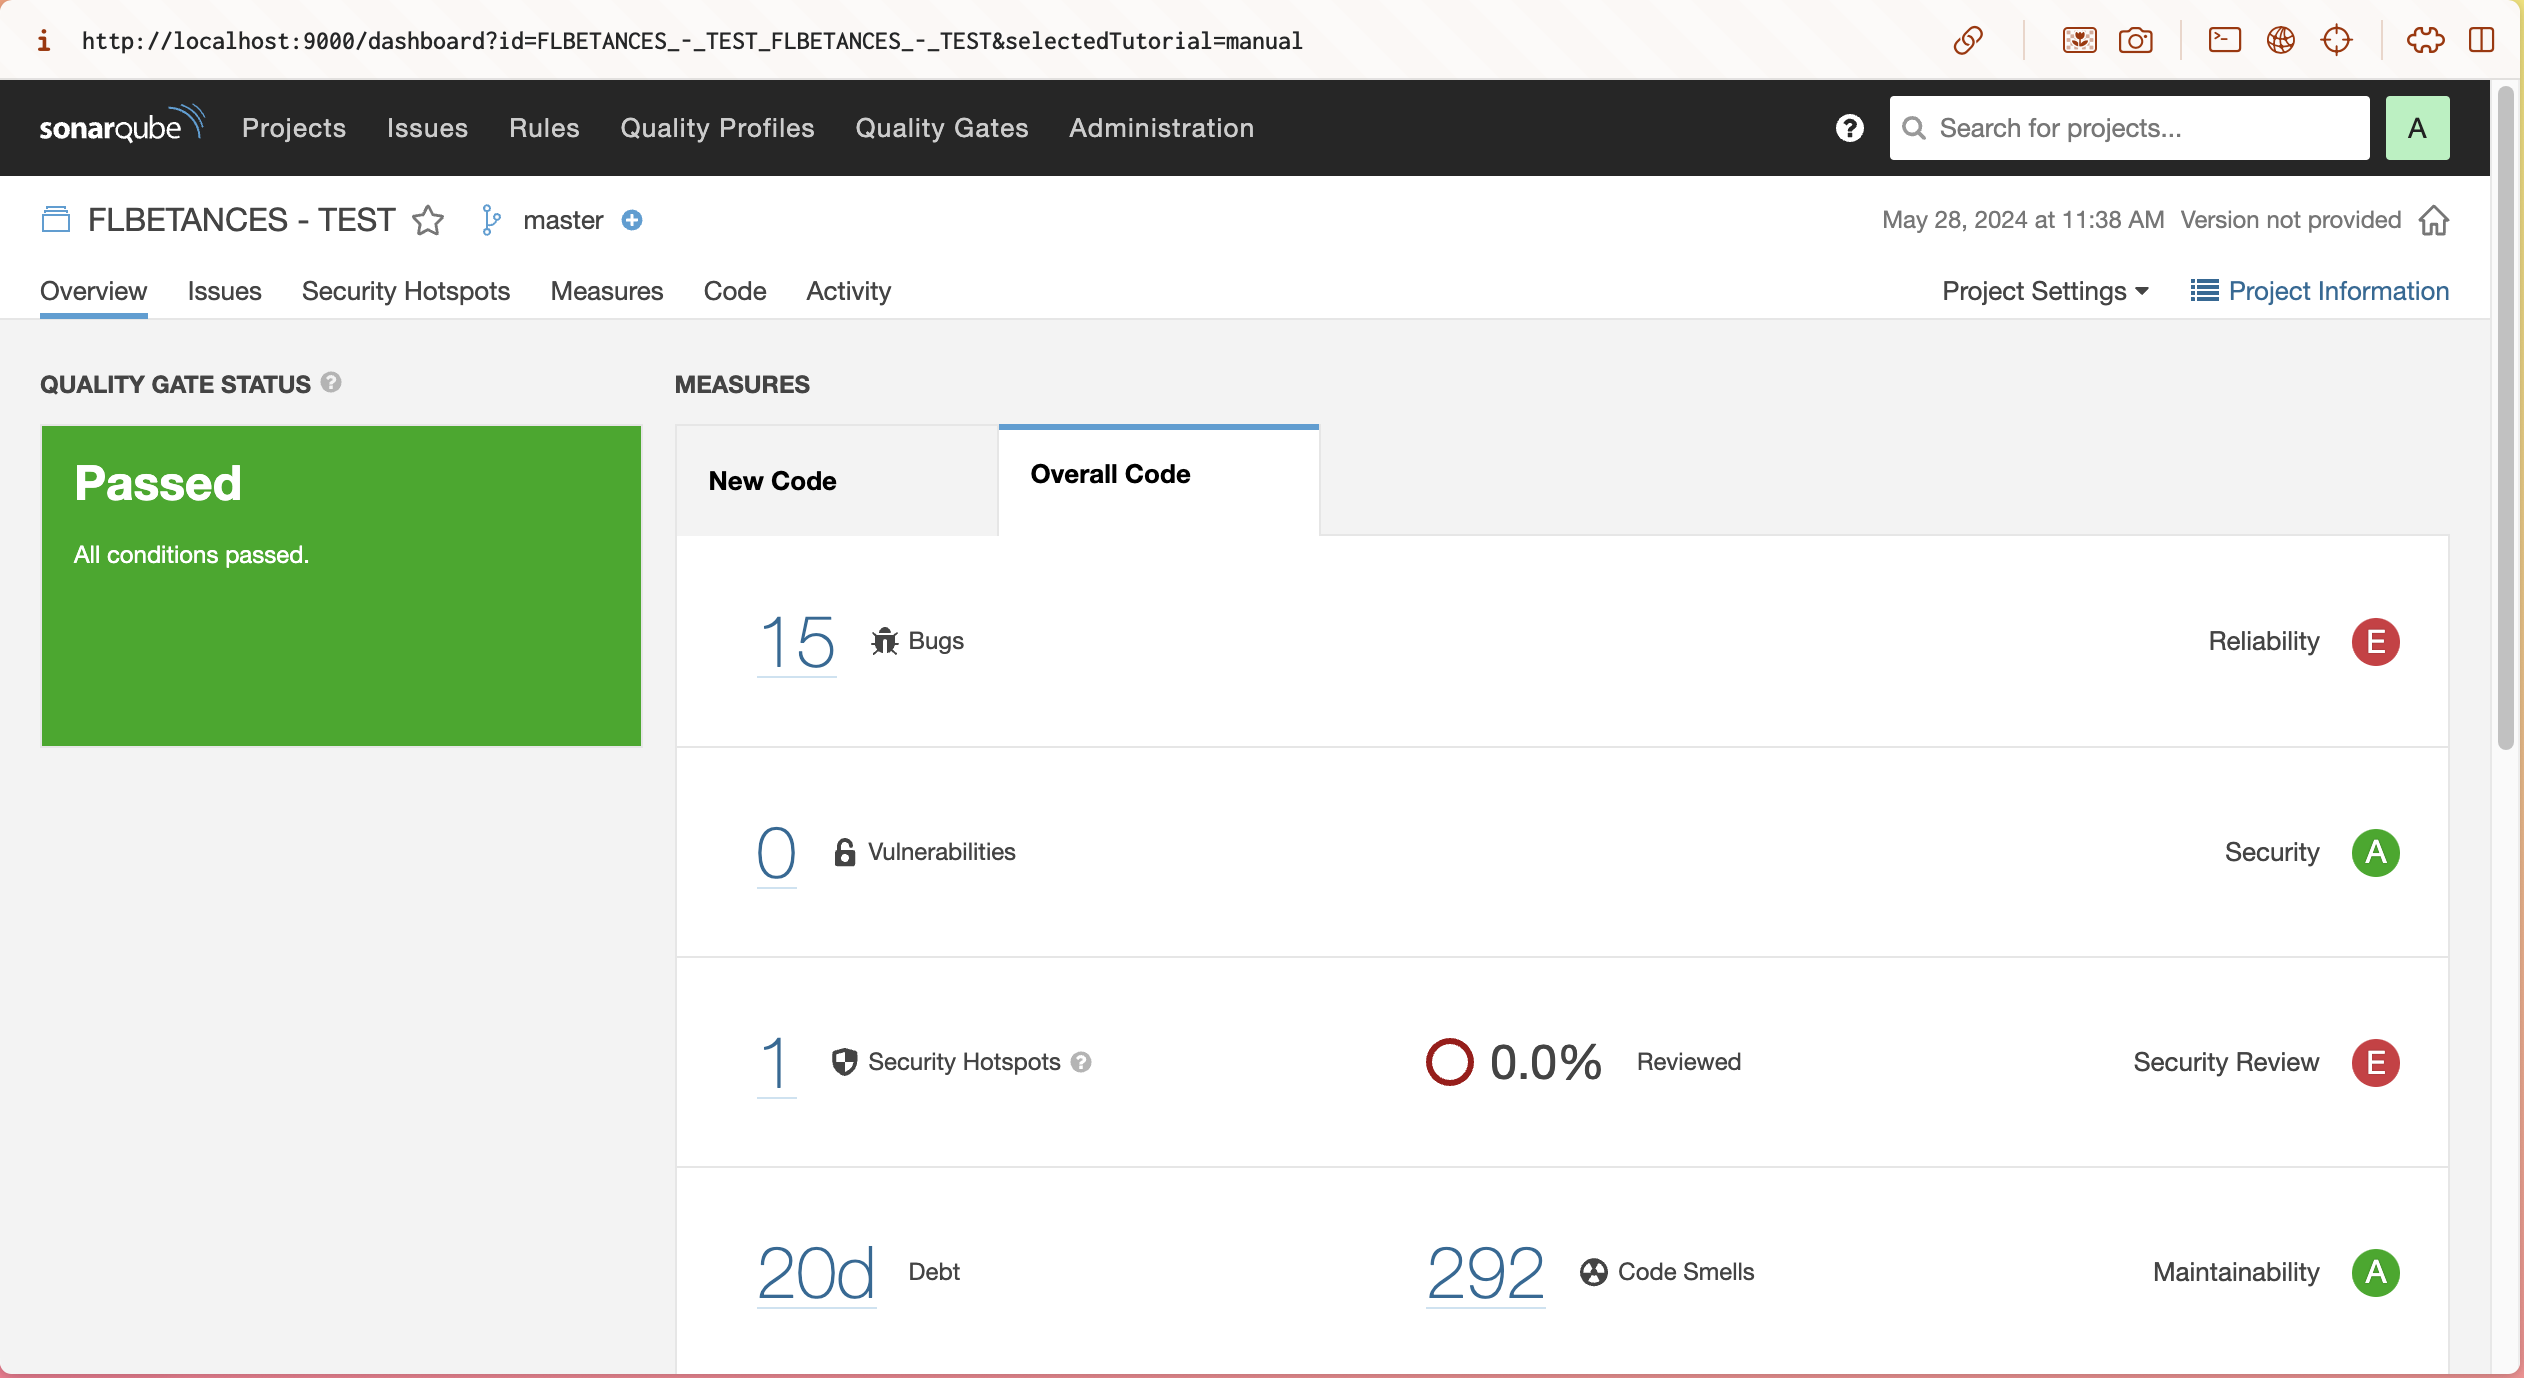 http://localhost:9000/dashboard?id=FLBETANCES_-_TEST_FLBETANCES_-_TEST&selectedTutorial=manual
sonarqube Projects Issues Rules Quality Profiles Quality Gates Administration Search for projects... A
FLBETANCES - TEST master May 28, 2024 at 11:38 AM Version not provided
Overview Issues Security Hotspots Measures Code Activity Project Settings Project Information
QUALITY GATE STATUS
MEASURES
Passed
All conditions passed.
New Code
Overall Code
15 Bugs Reliability E
0 Vulnerabilities Security A
1 Security Hotspots 0.0% Reviewed Security Review E
20d Debt 292 Code Smells Maintainability A